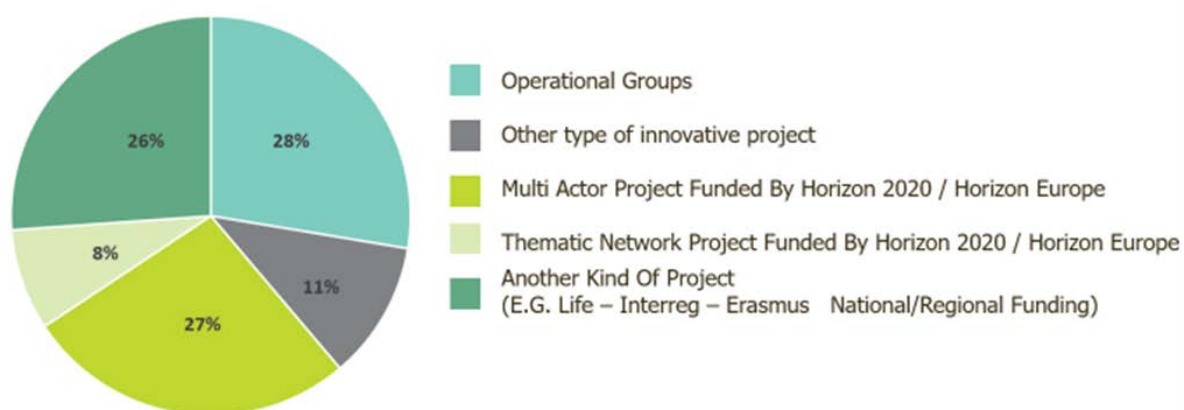 26%
28%
8%
11%
27%
Operational Groups
Other type of innovative project
Multi Actor Project Funded By Horizon 2020 / Horizon Europe
Thematic Network Project Funded By Horizon 2020 / Horizon Europe
Another Kind Of Project
(E.G. Life – Interreg – Erasmus National/Regional Funding)